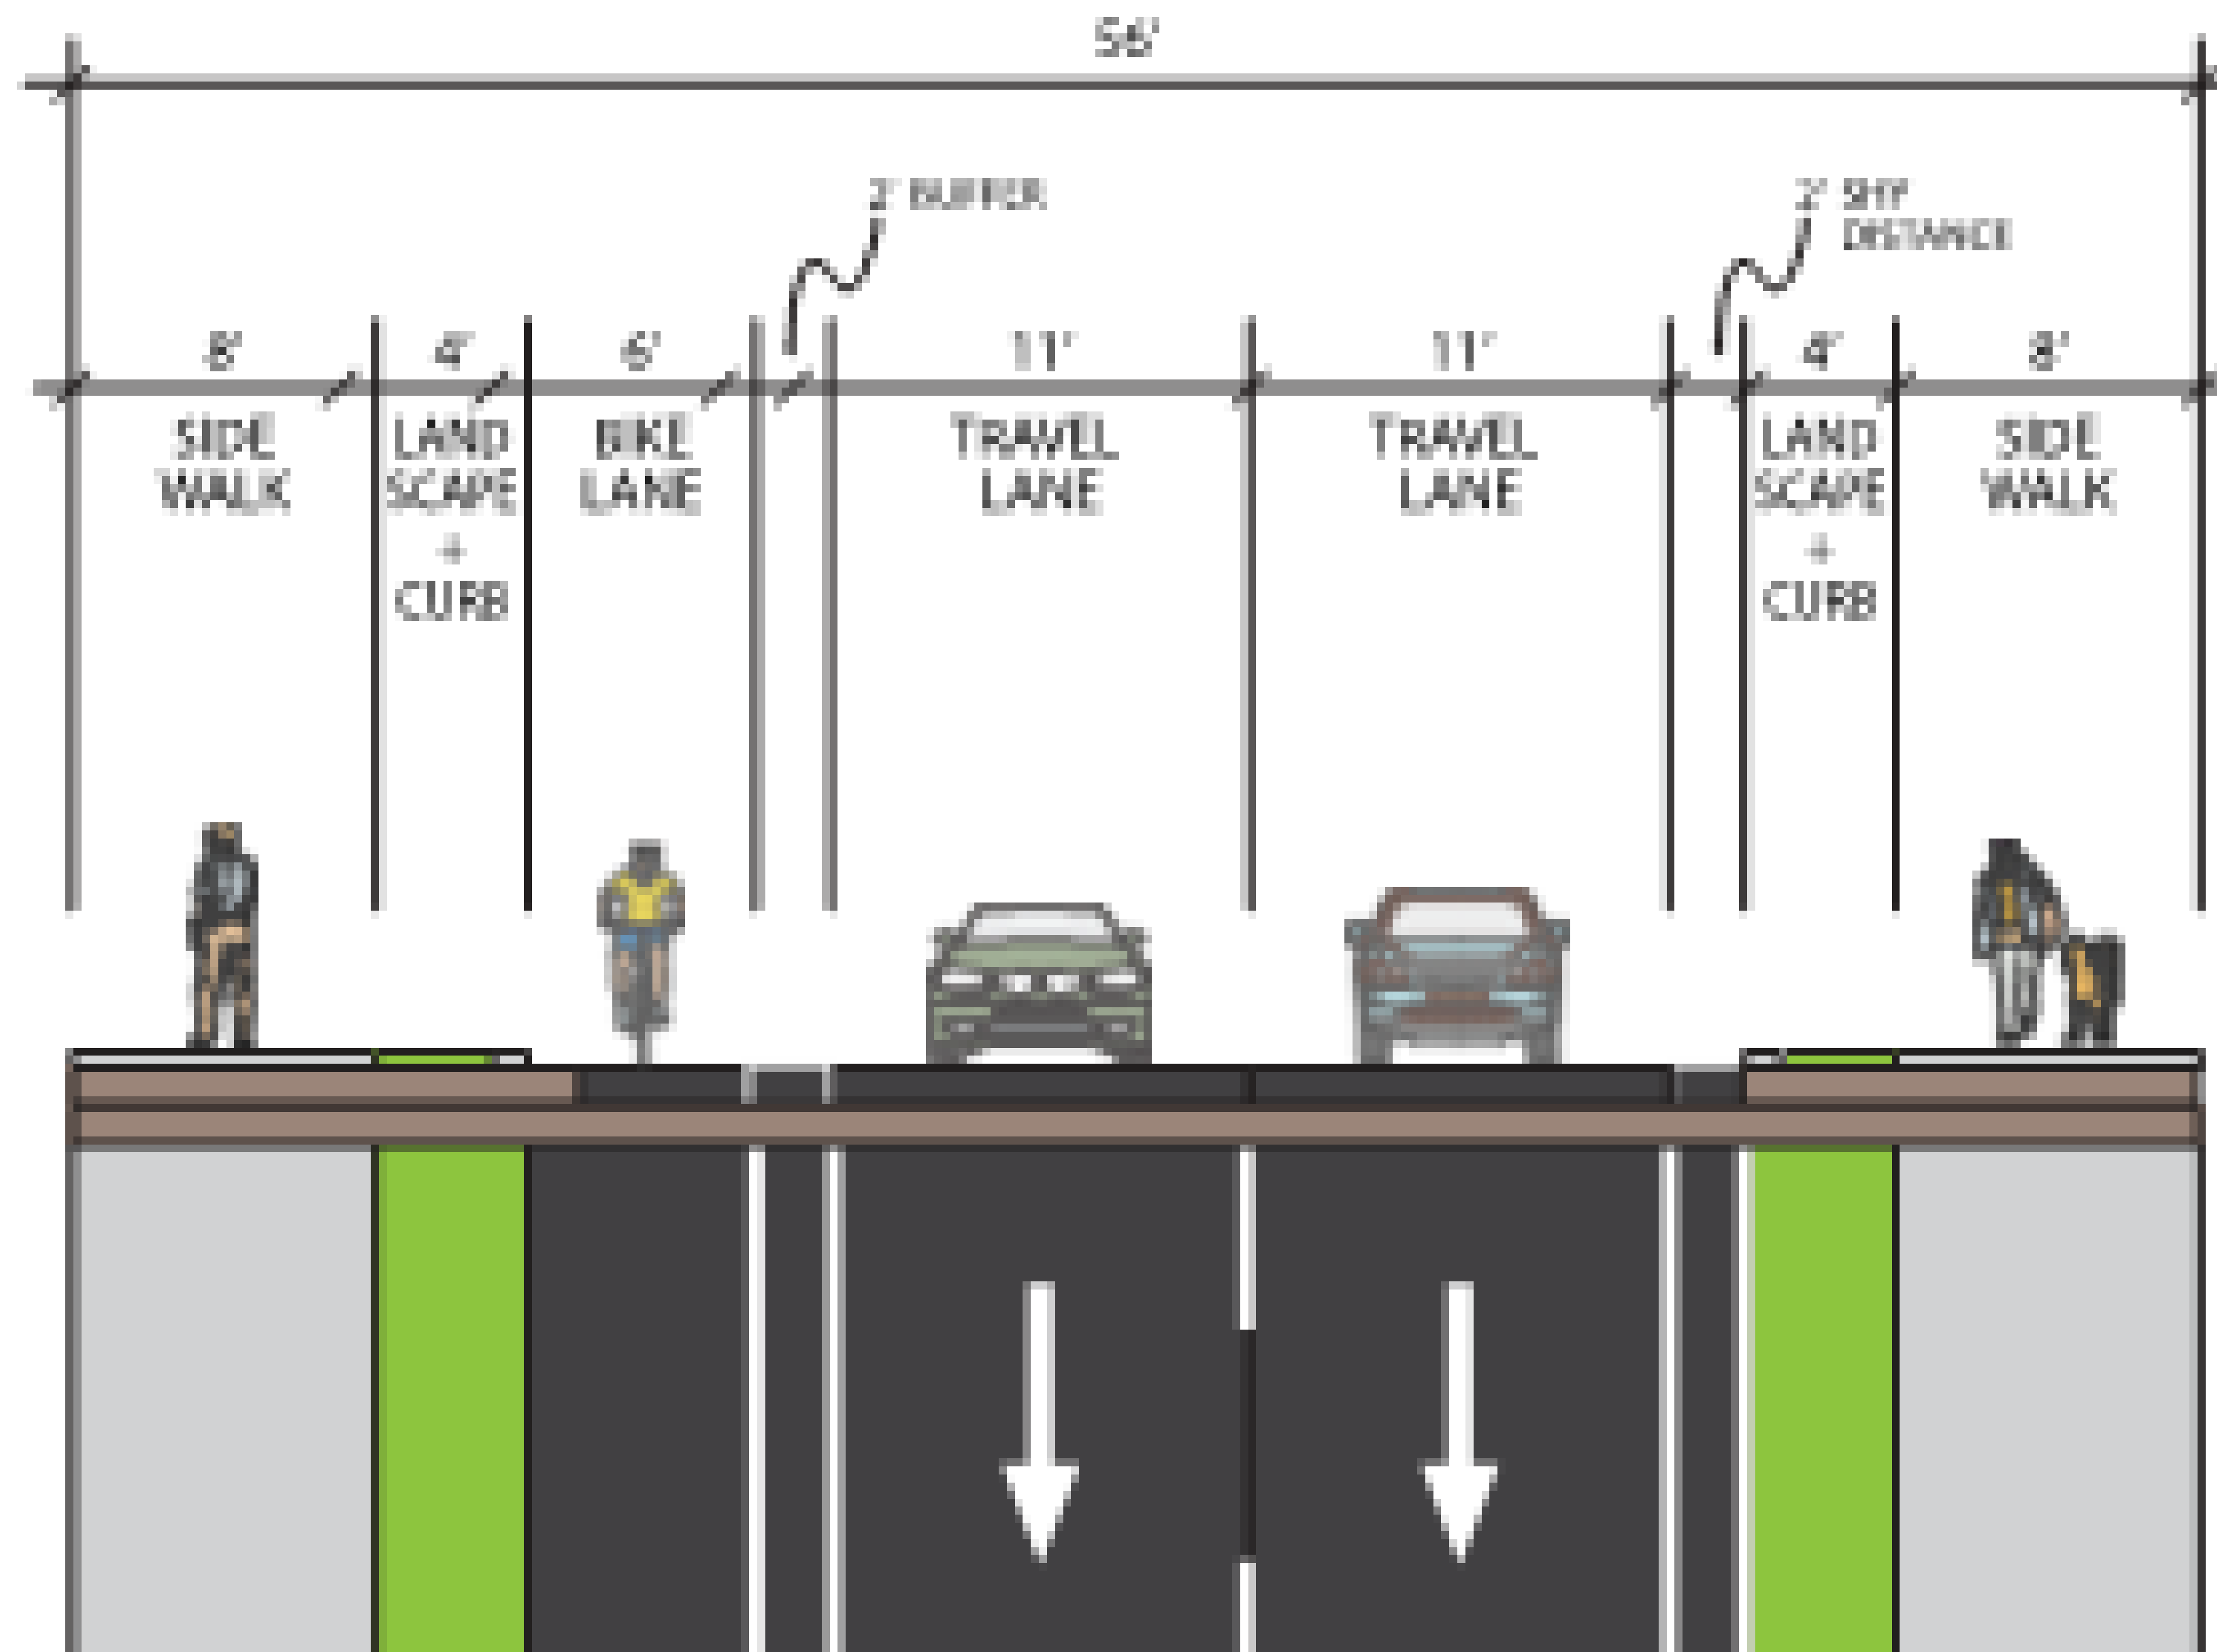 56'
2' BUFFER
2' SHY
DISTANCE
8'
4'
6'
11'
11'
4'
8'
SIDE
WALK
LAND
SCAPE
+
CURB
BIKE
LANE
TRAVEL
LANE
TRAVEL
LANE
LAND
SCAPE
+
CURB
SIDE
WALK